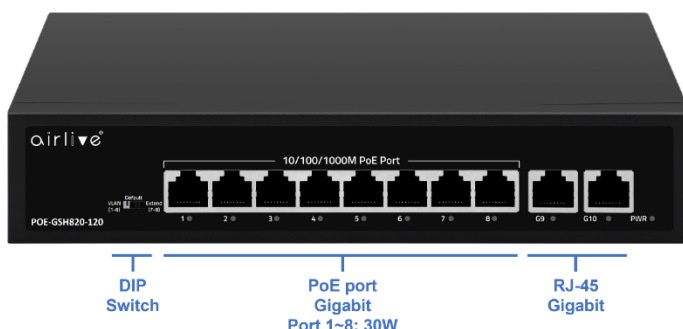 airlive
10/100/1000M PoE Port
Default
VLAN Extend
(1-8) (7-8)
POE-GSH820-120
1 2 3 4 5 6 7 8 G9 G10 PWR
DIP
Switch
PoE port
Gigabit
Port 1~8: 30W
RJ-45
Gigabit